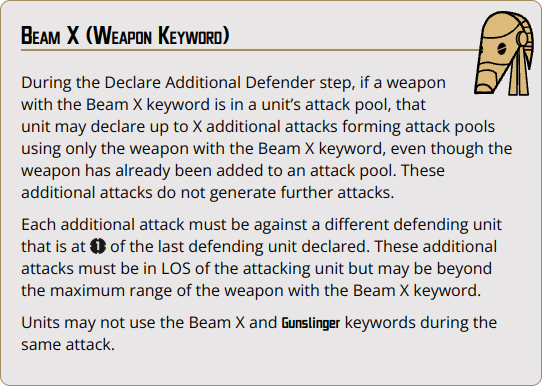 Beam X (Weapon Keyword)
During the Declare Additional Defender step, if a weapon
with the Beam X keyword is in a unit’s attack pool, that
unit may declare up to X additional attacks forming attack pools
using only the weapon with the Beam X keyword, even though the
weapon has already been added to an attack pool. These
additional attacks do not generate further attacks.
Each additional attack must be against a different defending unit
that is at 1 of the last defending unit declared. These additional
attacks must be in LOS of the attacking unit but may be beyond
the maximum range of the weapon with the Beam X keyword.
Units may not use the Beam X and Gunslinger keywords during the
same attack.